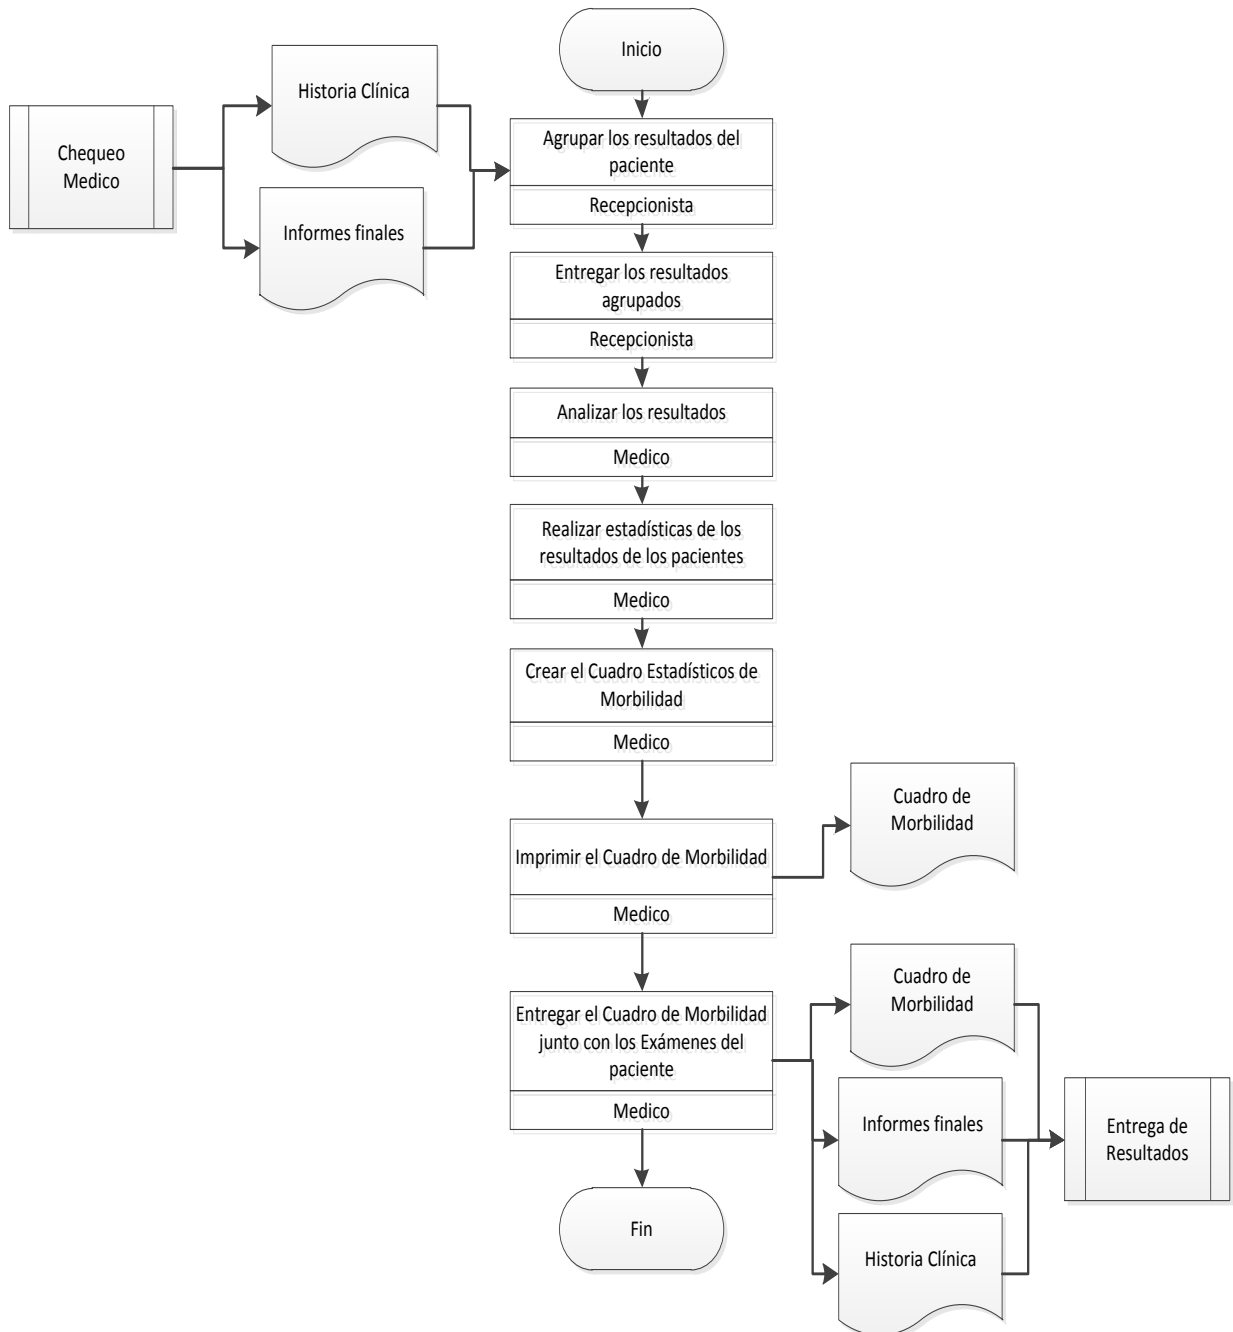 Inicio
Historia Clínica
Chequeo
Medico
Informes finales
Agrupar los resultados del
paciente
Recepcionista
Entregar los resultados
agrupados
Recepcionista
Analizar los resultados
Medico
Realizar estadísticas de los
resultados de los pacientes
Medico
Crear el Cuadro Estadísticos de
Morbilidad
Medico
Imprimir el Cuadro de Morbilidad
Medico
Cuadro de
Morbilidad
Entregar el Cuadro de Morbilidad
junto con los Exámenes del
paciente
Medico
Cuadro de
Morbilidad
Informes finales
Historia Clínica
Entrega de
Resultados
Fin